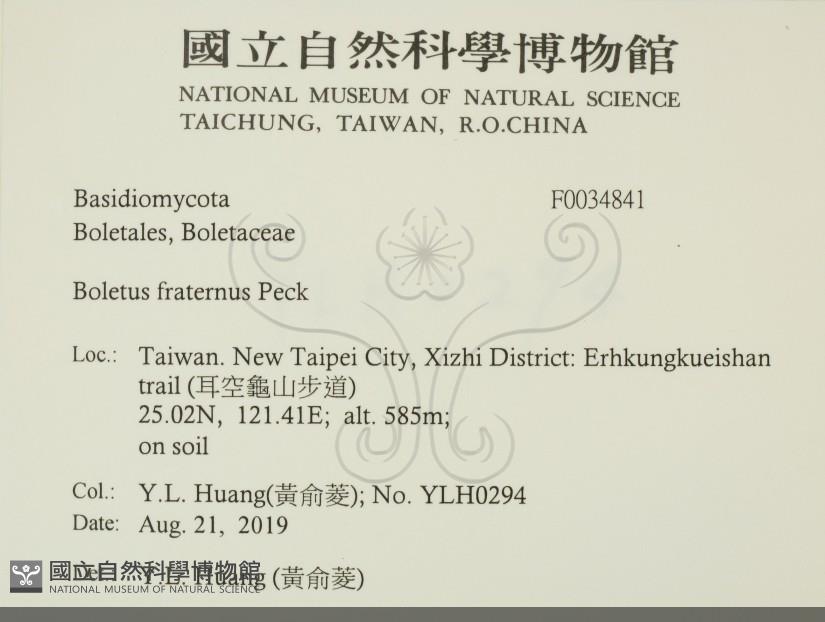 國立自然科學博物館
NATIONAL MUSEUM OF NATURAL SCIENCE
TAICHUNG, TAIWAN, R.O.CHINA
Basidiomycota F0034841
Boletales, Boletaceae
Boletus fraternus Peck
Loc.: Taiwan. New Taipei City, Xizhi District: Erhkungkueishan
trail (耳空龜山步道)
25.02N, 121.41E; alt. 585m;
on soil
Col.: Y.L. Huang(黃俞菱); No. YLH0294
Date: Aug. 21, 2019
Det.: Y.L. Huang (黃俞菱)
國立自然科學博物館
NATIONAL MUSEUM OF NATURAL SCIENCE